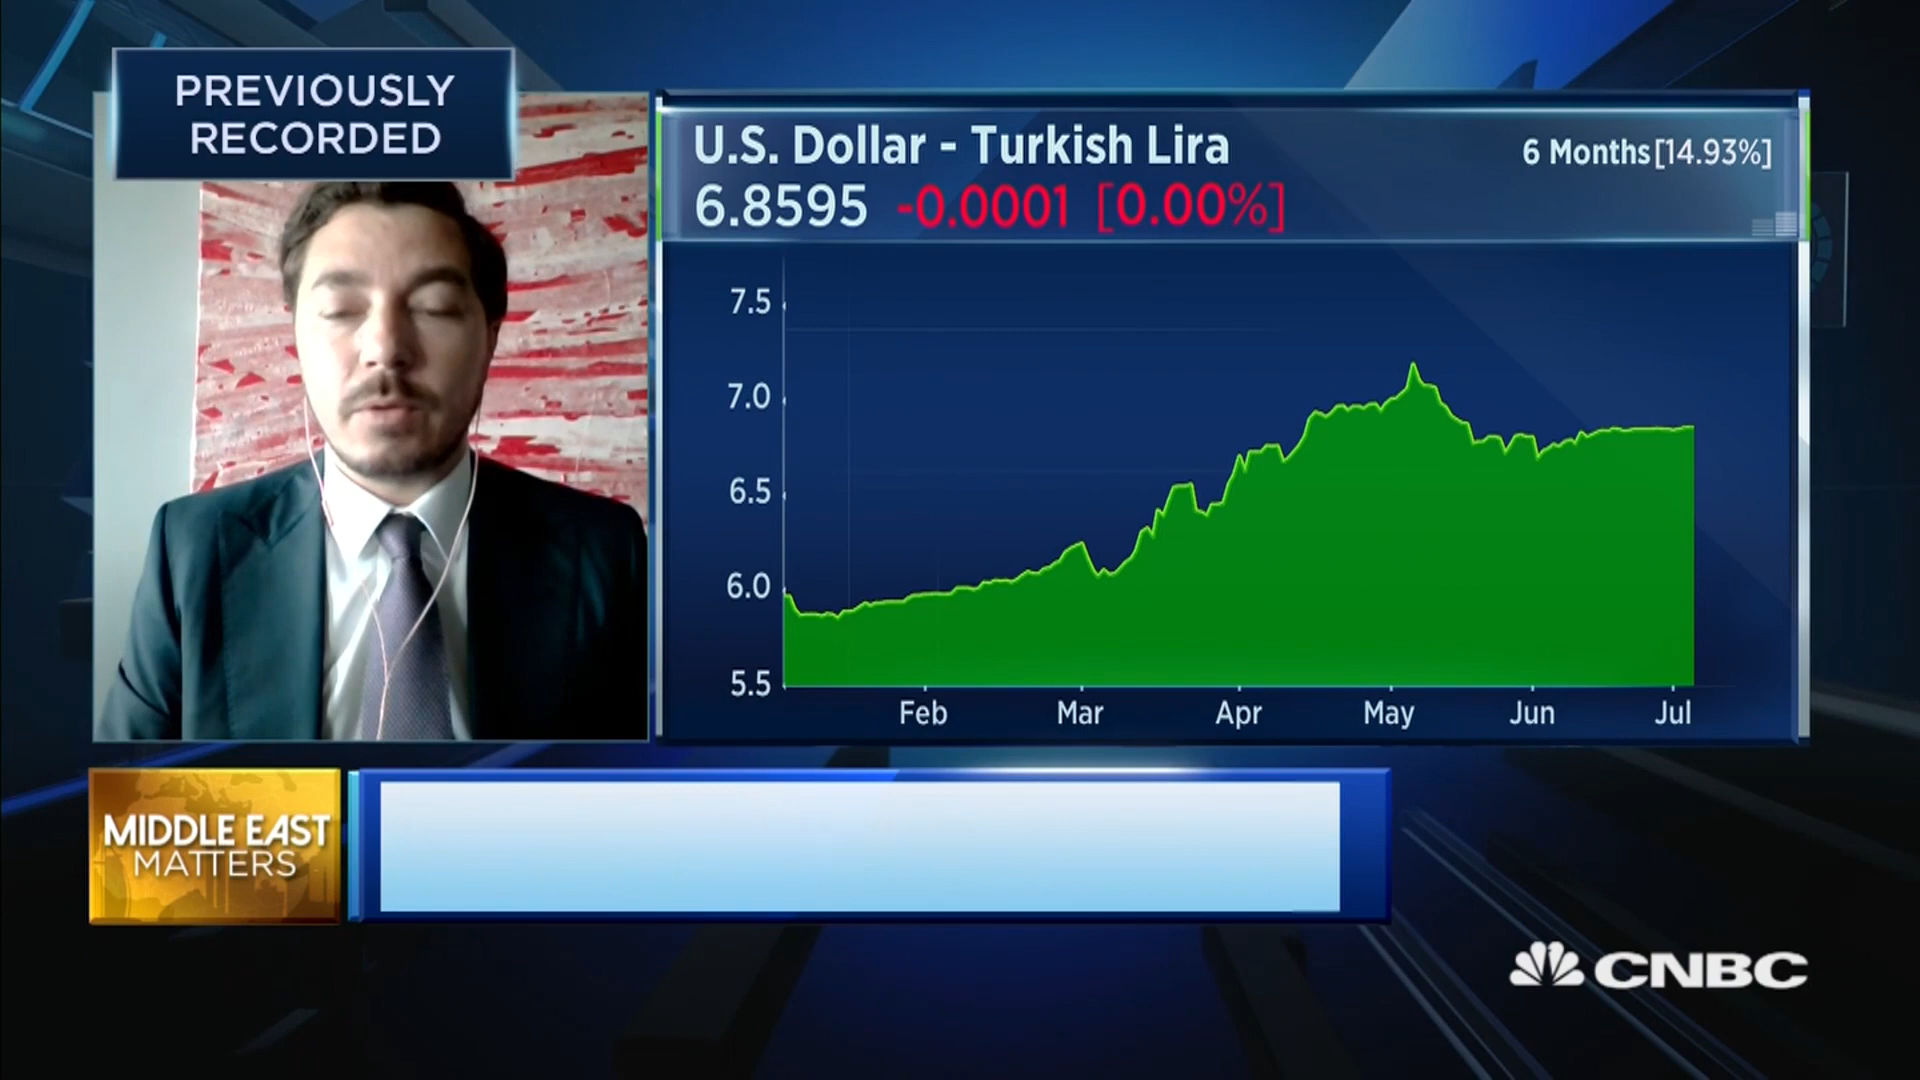 PREVIOUSLY
RECORDED
U.S. Dollar - Turkish Lira
6 Months[14.93%]
6.8595 -0.0001 [0.00%]
7.5
7.0
6.5
6.0
5.5
Feb Mar Apr May Jun Jul
MIDDLE EAST
MATTERS
CNBC